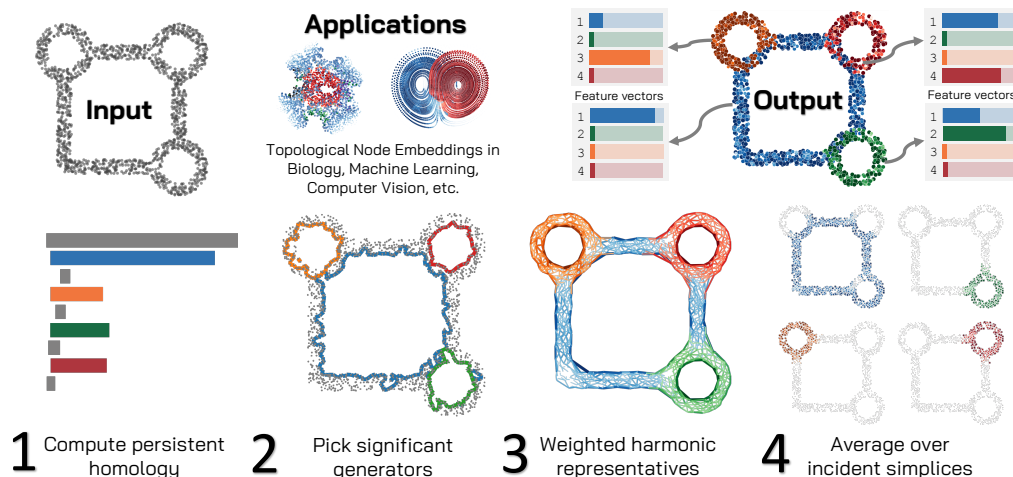 Input
Applications
Topological Node Embeddings in
Biology, Machine Learning,
Computer Vision, etc.
1
2
3
4
Feature vectors
1
2
3
4
Output
1
2
3
4
Feature vectors
1
2
3
4
1 Compute persistent
homology
2 Pick significant
generators
3 Weighted harmonic
representatives
4 Average over
incident simplices